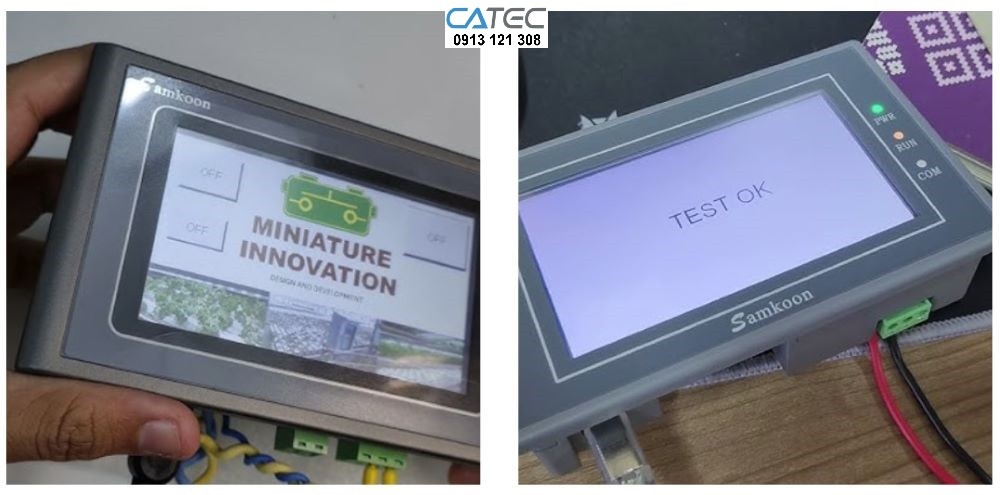 CATEC
0913 121 308
Samkoon
OFF
OFF
OFF
MINIATURE
INNOVATION
DESIGN AND DEVELOPMENT
TEST OK
PWR
RUN
COM
Samkoon